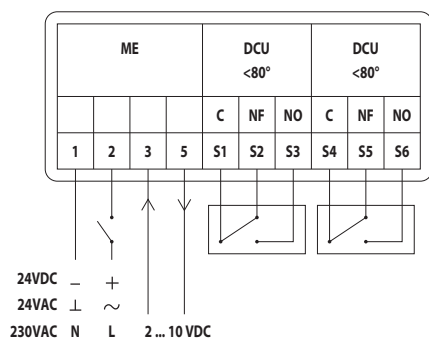 ME DCU DCU
<80° <80°
C NF NO C NF NO
1 2 3 5 S1 S2 S3 S4 S5 S6
24VDC – +
24VAC ⊥ ~
230VAC N L 2 ... 10 VDC